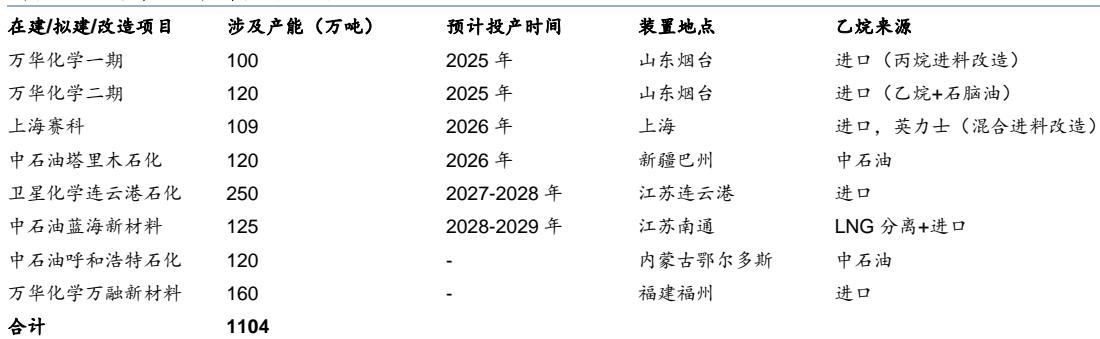 在建/拟建/改造项目 涉及产能（万吨） 预计投产时间 装置地点 乙烷来源
万华化学一期 100 2025 年 山东烟台 进口（丙烷进料改造）
万华化学二期 120 2025 年 山东烟台 进口（乙烷+石脑油）
上海赛科 109 2026 年 上海 进口，英力士（混合进料改造）
中石油塔里木石化 120 2026 年 新疆巴州 中石油
卫星化学连云港石化 250 2027-2028 年 江苏连云港 进口
中石油蓝海新材料 125 2028-2029 年 江苏南通 LNG 分离+进口
中石油呼和浩特石化 120 - 内蒙古鄂尔多斯 中石油
万华化学万融新材料 160 - 福建福州 进口
合计 1104